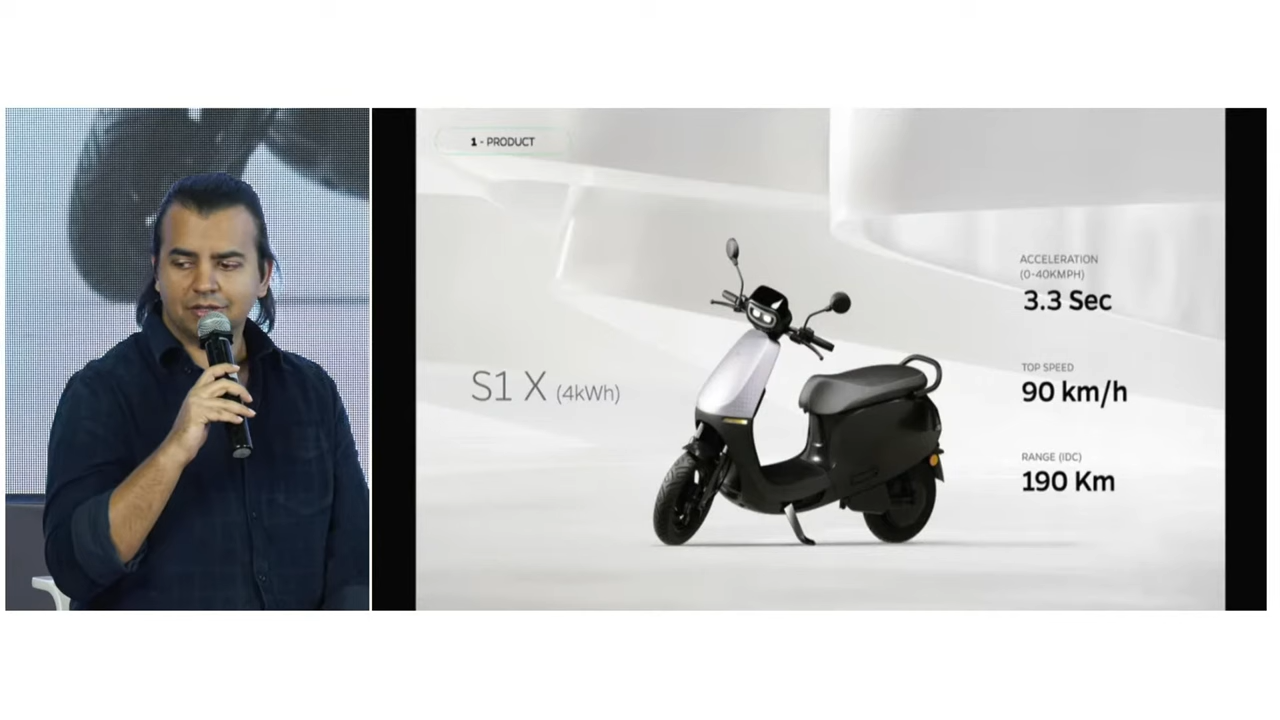 1 - PRODUCT
S1 X (4kWh)
ACCELERATION
(0-40KMPH)
3.3 Sec
TOP SPEED
90 km/h
RANGE (IDC)
190 Km